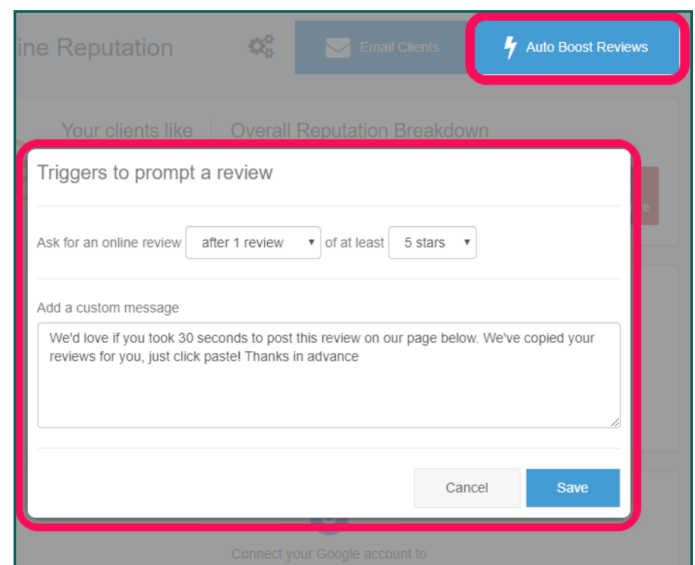 ine Reputation
Email Clients
Auto Boost Reviews
Your clients like
Overall Reputation Breakdown
Triggers to prompt a review
Ask for an online review after 1 review of at least 5 stars
Add a custom message
We'd love if you took 30 seconds to post this review on our page below. We've copied your
reviews for you, just click paste! Thanks in advance
Cancel
Save
Connect your Google account to